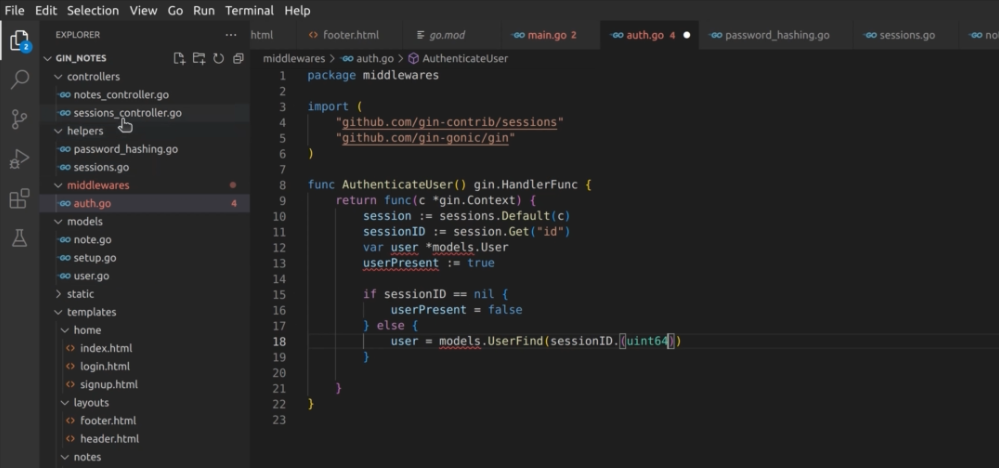 File Edit Selection View Go Run Terminal Help
EXPLORER ...
html footer.html go.mod main.go 2 auth.go 4 password_hashing.go sessions.go no
GIN_NOTES
middlewares > auth.go > AuthenticateUser
controllers
notes_controller.go
sessions_controller.go
helpers
password_hashing.go
sessions.go
middlewares
auth.go 4
models
note.go
setup.go
user.go
static
templates
home
index.html
login.html
signup.html
layouts
footer.html
header.html
notes
2
1 package middlewares
2
3 import (
4 "github.com/gin-contrib/sessions"
5 "github.com/gin-gonic/gin"
6 )
7
8 func AuthenticateUser() gin.HandlerFunc {
9 return func(c *gin.Context) {
10 session := sessions.Default(c)
11 sessionID := session.Get("id")
12 var user *models.User
13 userPresent := true
14
15 if sessionID == nil {
16 userPresent = false
17 } else {
18 user = models.UserFind(sessionID.(uint64))
19 }
20
21 }
22 }
23